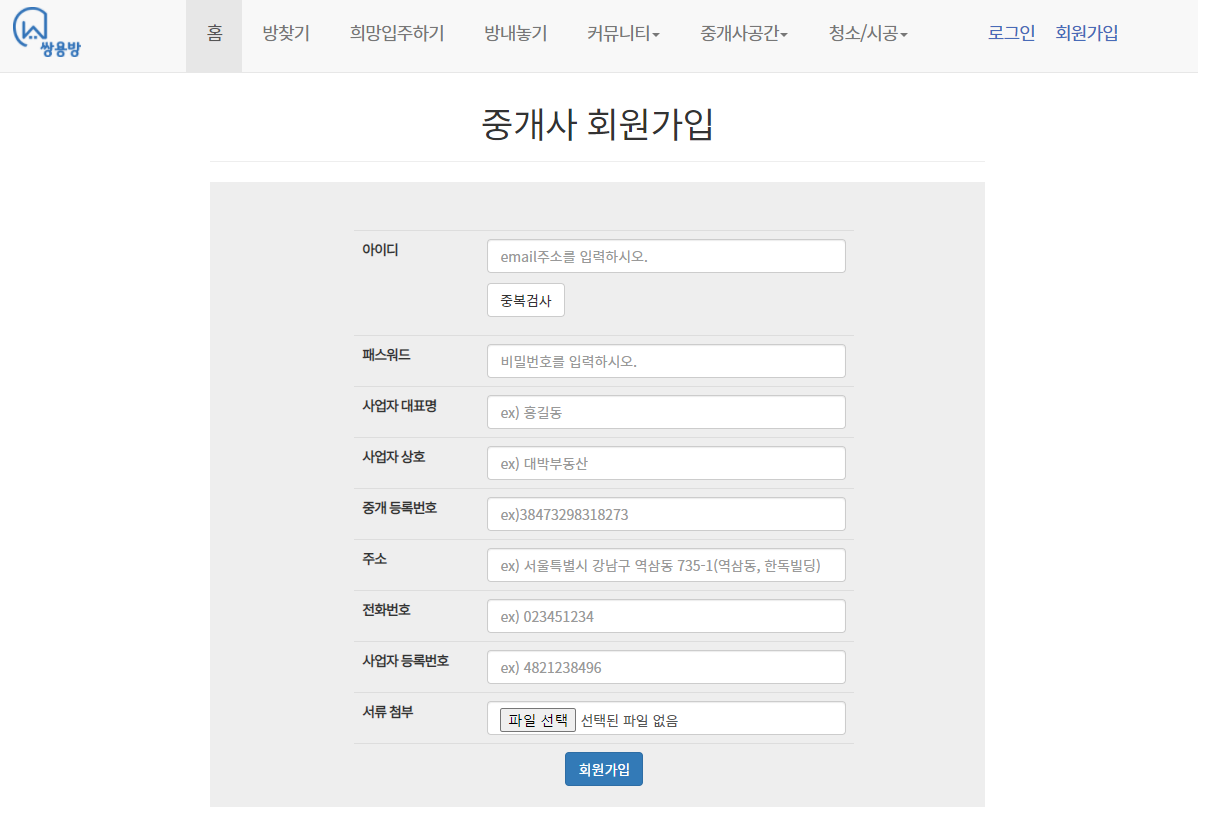 쌍용방
홈 방찾기 희망입주하기 방내놓기 커뮤니티 중개사공간 청소/시공 로그인 회원가입
중개사 회원가입
아이디 email주소를 입력하시오.
중복검사
패스워드 비밀번호를 입력하시오.
사업자 대표명 ex) 홍길동
사업자 상호 ex) 대박부동산
중개 등록번호 ex)38473298318273
주소 ex) 서울특별시 강남구 역삼동 735-1(역삼동, 한독빌딩)
전화번호 ex) 023451234
사업자 등록번호 ex) 4821238496
서류 첨부 파일 선택 선택된 파일 없음
회원가입